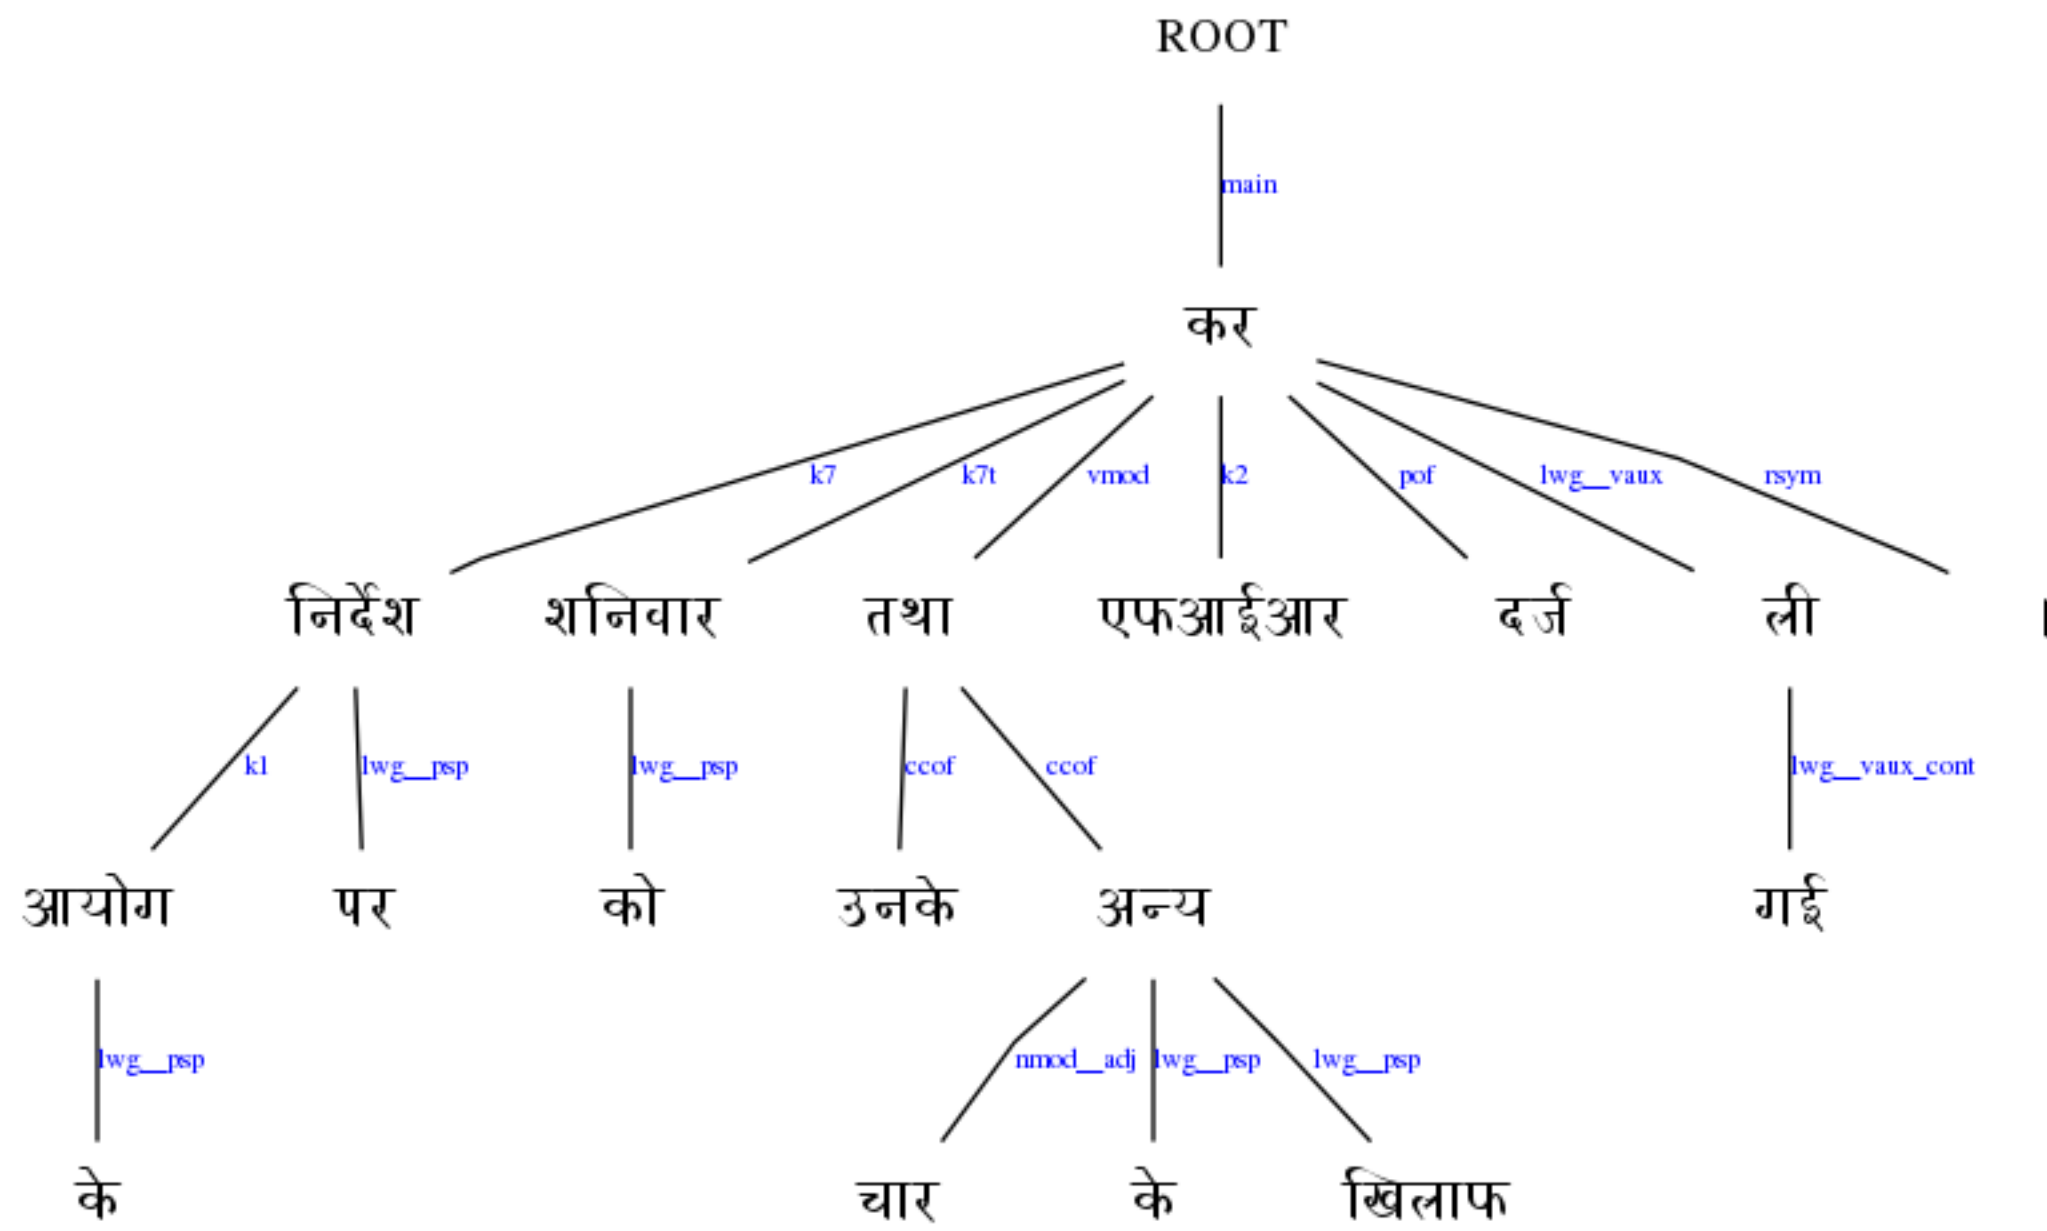 ROOT
main
कर
k7 k7t vmod k2 pof lwg__vaux rsym
निर्देश शनिवार तथा एफआईआर दर्ज ली
k1 lwg__psp lwg__psp ccof ccof lwg__vaux_cont
आयोग पर को उनके अन्य गई
lwg__psp nmod__adj lwg__psp lwg__psp
के चार के खिलाफ